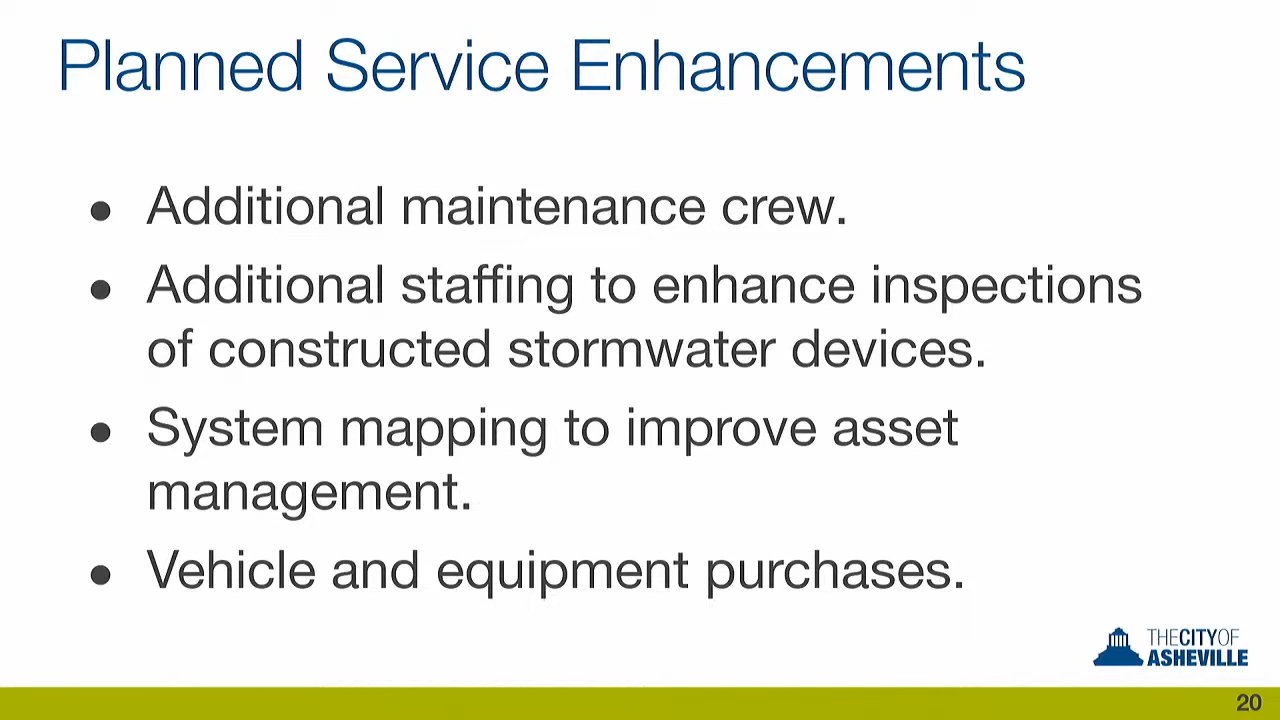 Planned Service Enhancements
● Additional maintenance crew.
● Additional staffing to enhance inspections
of constructed stormwater devices.
● System mapping to improve asset
management.
● Vehicle and equipment purchases.
THE CITY OF
ASHEVILLE
20